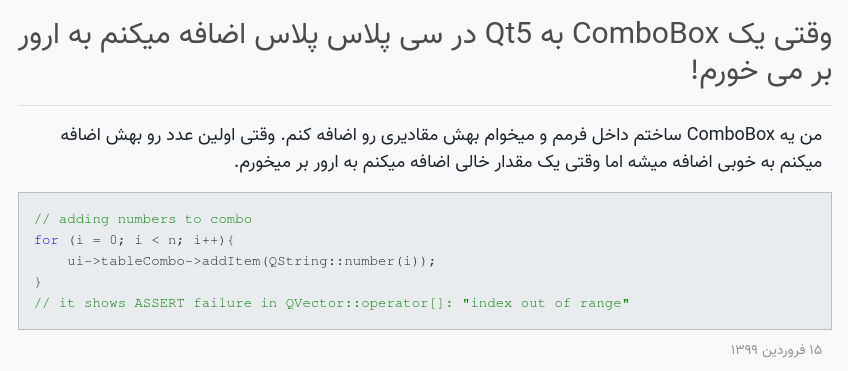 وقتی یک ComboBox به Qt5 در سی پلاس پلاس اضافه میکنم به ارور
بر می خورم!
من یه ComboBox ساختم داخل فرمم و میخوام بهش مقادیری رو اضافه کنم. وقتی اولین عدد رو بهش اضافه
میکنم به خوبی اضافه میشه اما وقتی یک مقدار خالی اضافه میکنم به ارور بر میخورم.
// adding numbers to combo
for (i = 0; i < n; i++){
    ui->tableCombo->addItem(QString::number(i));
}
// it shows ASSERT failure in QVector::operator[]: "index out of range"
۱۵ فروردین ۱۳۹۹